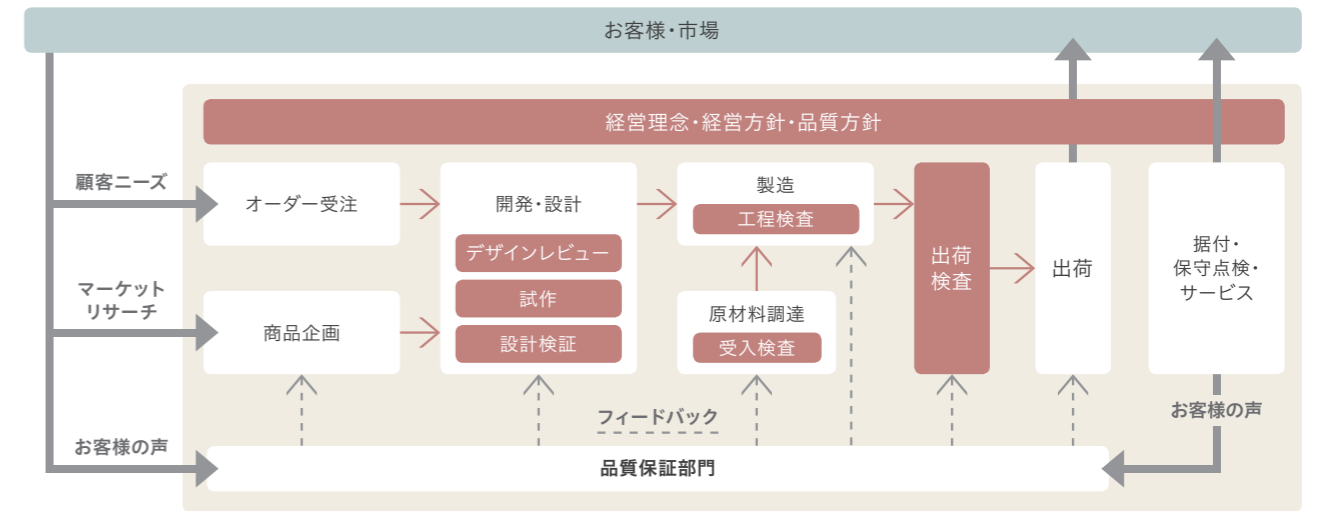 お客様・市場
経営理念・経営方針・品質方針
顧客ニーズ
オーダー受注
マーケット
リサーチ
商品企画
開発・設計
デザインレビュー
試作
設計検証
製造
工程検査
原材料調達
受入検査
出荷
検査
出荷
据付・
保守点検・
サービス
フィードバック
お客様の声
お客様の声
品質保証部門